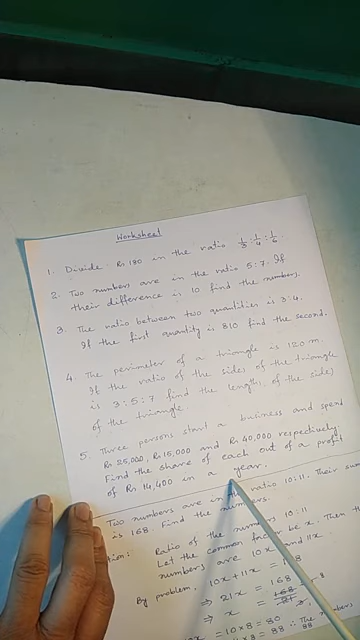 Worksheet
1. Divide Rs 180 in the ratio 1/3 : 1/4 : 1/6
2. Two numbers are in the ratio 5:7. If
their difference is 10 find the numbers.
3. The ratio between two quantities is 3:4.
If the first quantity is 810 find the second.
4. The perimeter of a triangle is 120 m.
If the ratio of the sides of the triangle
is 3:5:7 find the lengths of the sides
of the triangle.
5. Three persons start a business and spend
Rs 25,000, Rs 15,000 and Rs 40,000 respectively
Find the share of each out of a profit
of Rs 14,400 in a year.
Two numbers are in the ratio 10:11. Their sum
is 168. Find the numbers.
Ratio of the numbers 10:11
Let the common factor be x. Then the
numbers are 10x and 11x.
By problem, 10x + 11x = 168
⇒ 21x = 168
⇒ x =
= 10×8 = 80